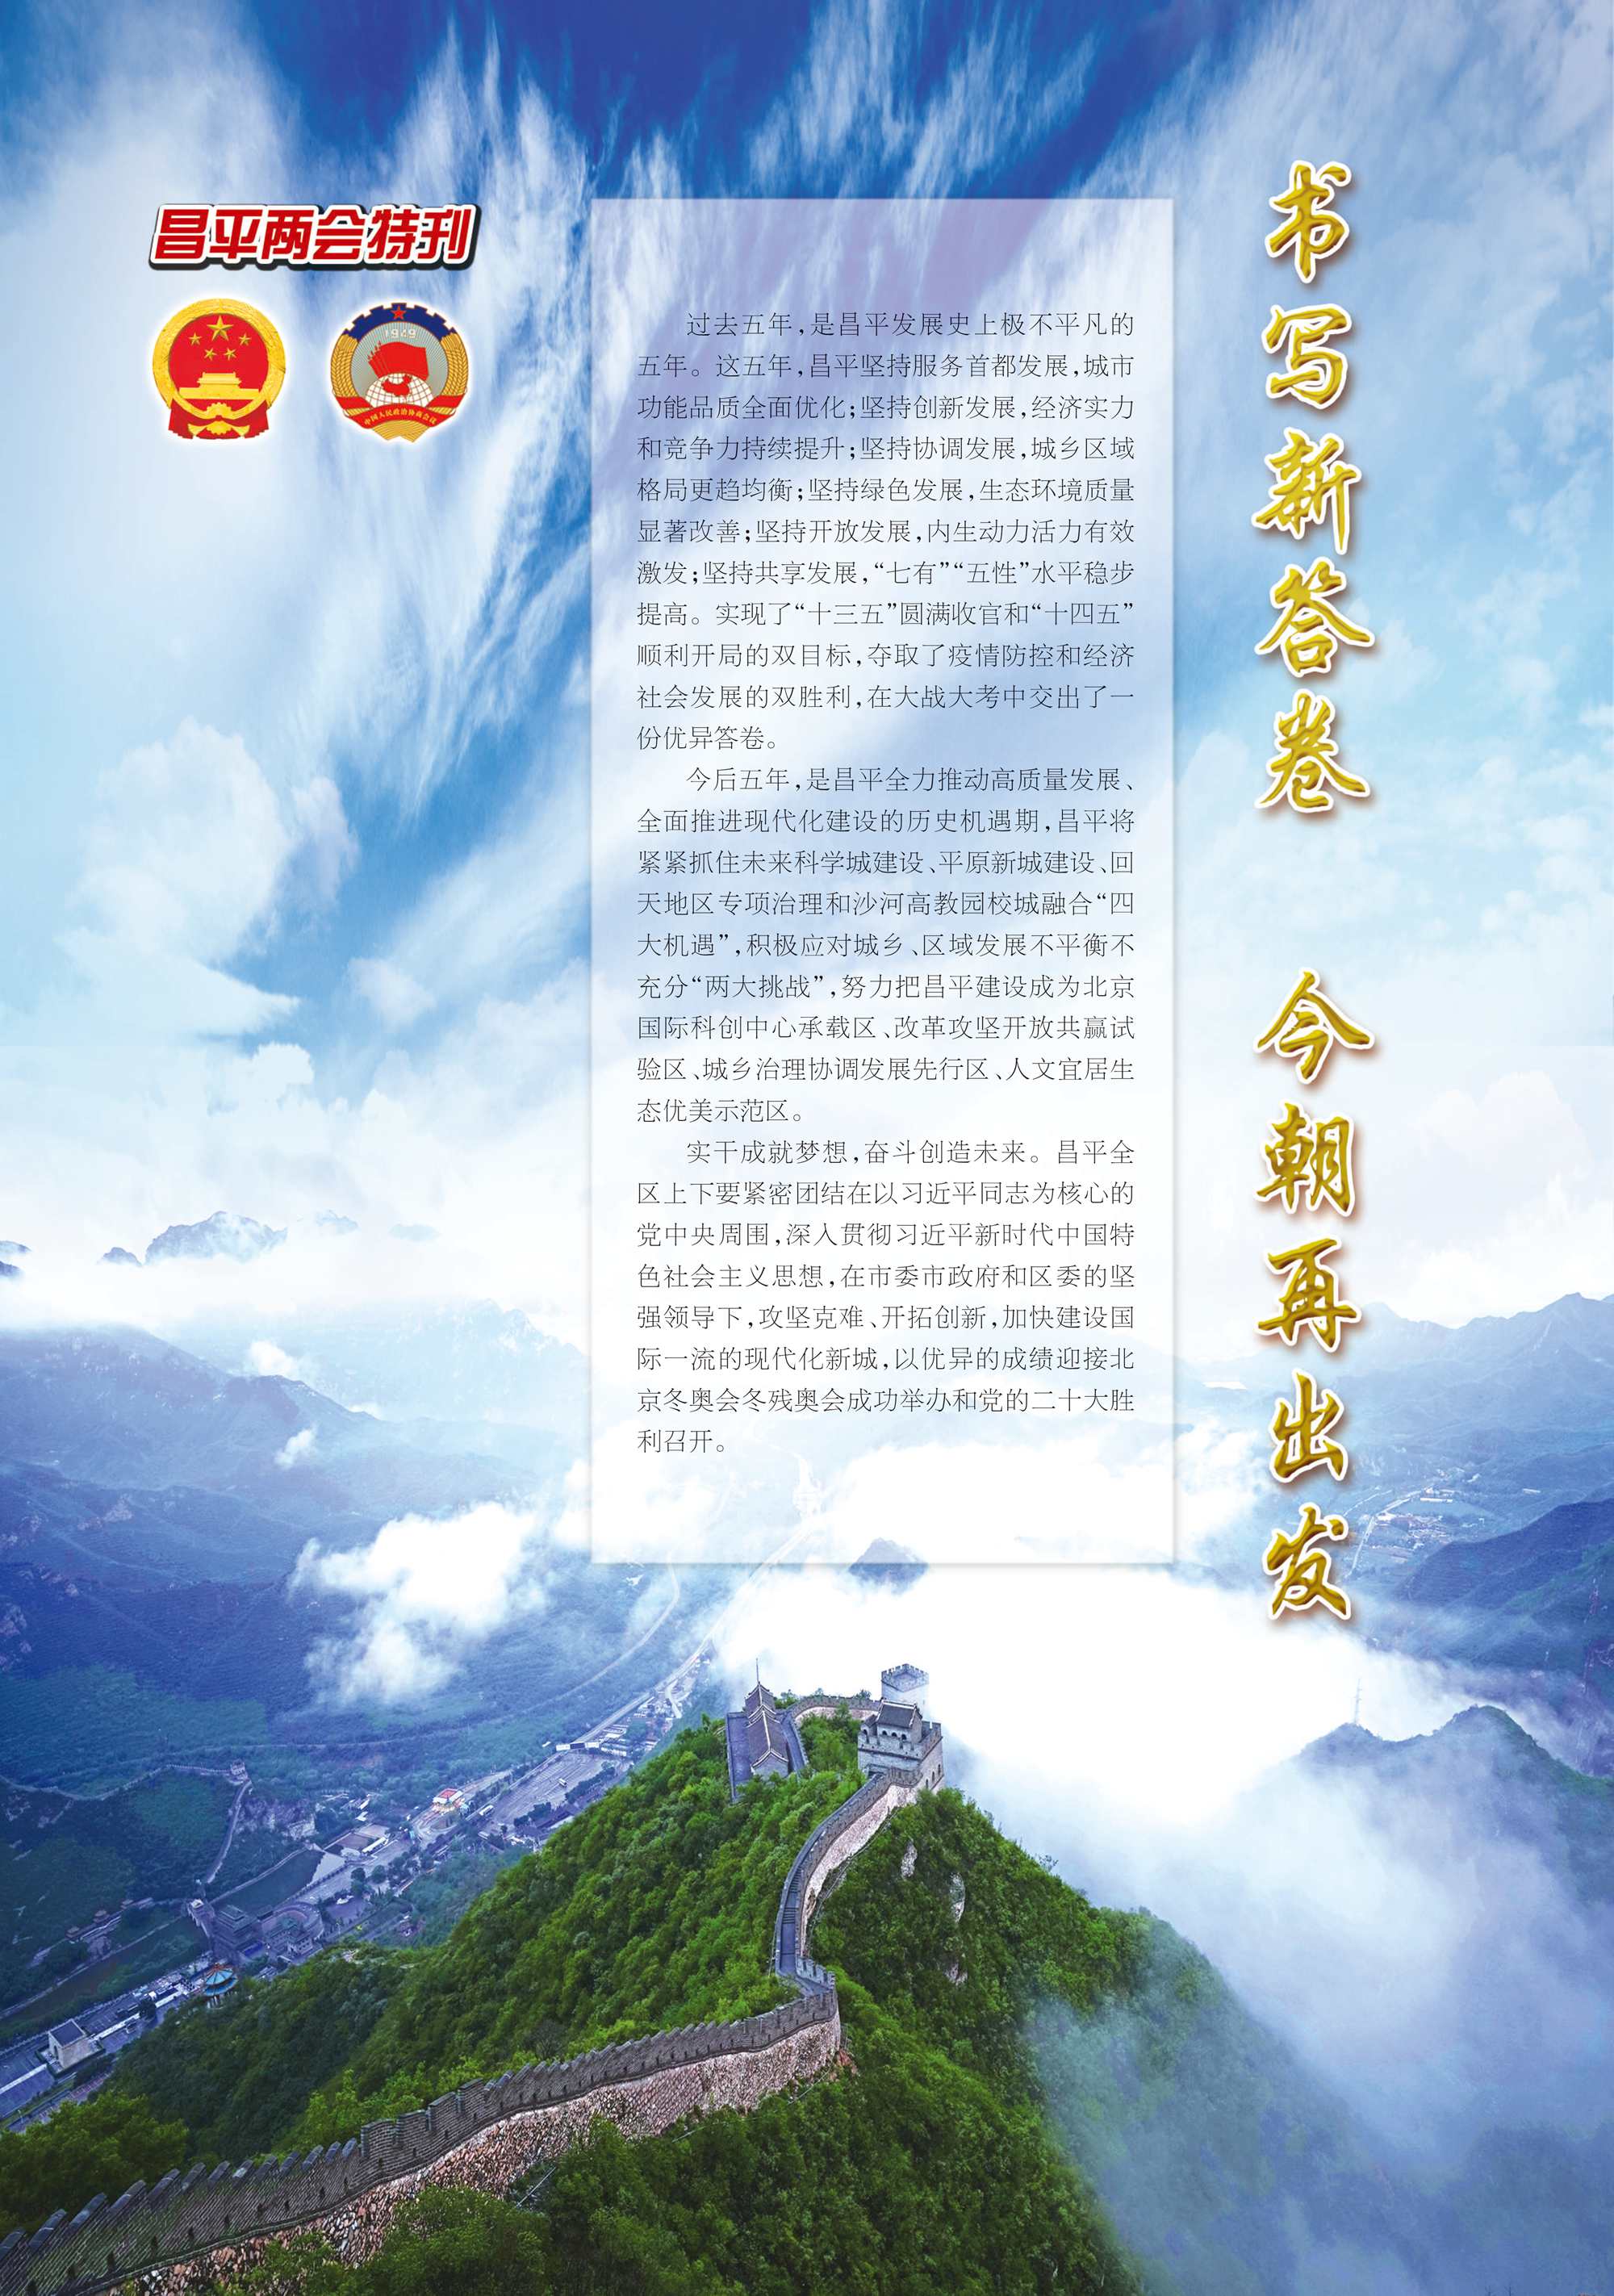 昌平两会特刊
1949
中国人民政治协商会议
书写新答卷 今朝再出发
过去五年,是昌平发展史上极不平凡的
五年。这五年,昌平坚持服务首都发展,城市
功能品质全面优化;坚持创新发展,经济实力
和竞争力持续提升;坚持协调发展,城乡区域
格局更趋均衡;坚持绿色发展,生态环境质量
显著改善;坚持开放发展,内生动力活力有效
激发;坚持共享发展,“七有”“五性”水平稳步
提高。实现了“十三五”圆满收官和“十四五”
顺利开局的双目标,夺取了疫情防控和经济
社会发展的双胜利,在大战大考中交出了一
份优异答卷。
今后五年,是昌平全力推动高质量发展、
全面推进现代化建设的历史机遇期,昌平将
紧紧抓住未来科学城建设、平原新城建设、回
天地区专项治理和沙河高教园校城融合“四
大机遇”,积极应对城乡、区域发展不平衡不
充分“两大挑战”,努力把昌平建设成为北京
国际科创中心承载区、改革攻坚开放共赢试
验区、城乡治理协调发展先行区、人文宜居生
态优美示范区。
实干成就梦想,奋斗创造未来。昌平全
区上下要紧密团结在以习近平同志为核心的
党中央周围,深入贯彻习近平新时代中国特
色社会主义思想,在市委市政府和区委的坚
强领导下,攻坚克难、开拓创新,加快建设国
际一流的现代化新城,以优异的成绩迎接北
京冬奥会冬残奥会成功举办和党的二十大胜
利召开。